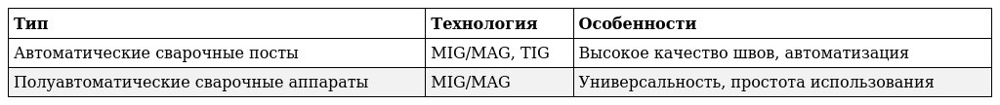 Тип Технология Особенности
Автоматические сварочные посты MIG/MAG, TIG Высокое качество швов, автоматизация
Полуавтоматические сварочные аппараты MIG/MAG Универсальность, простота использования